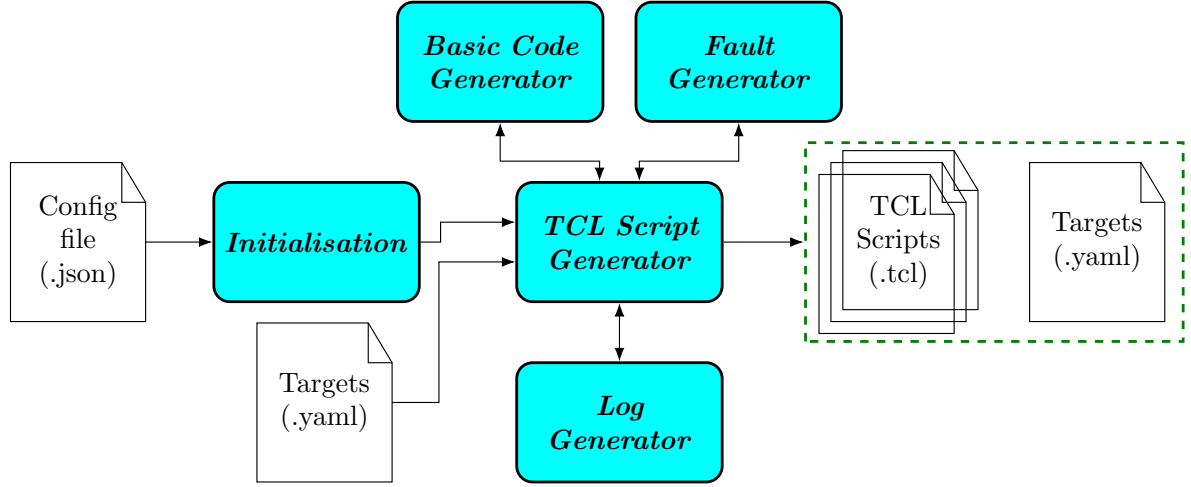 Basic Code
Generator
Fault
Generator
Config
file
(.json)
Initialisation
TCL Script
Generator
TCL
Scripts
(.tcl)
Targets
(.yaml)
Targets
(.yaml)
Log
Generator